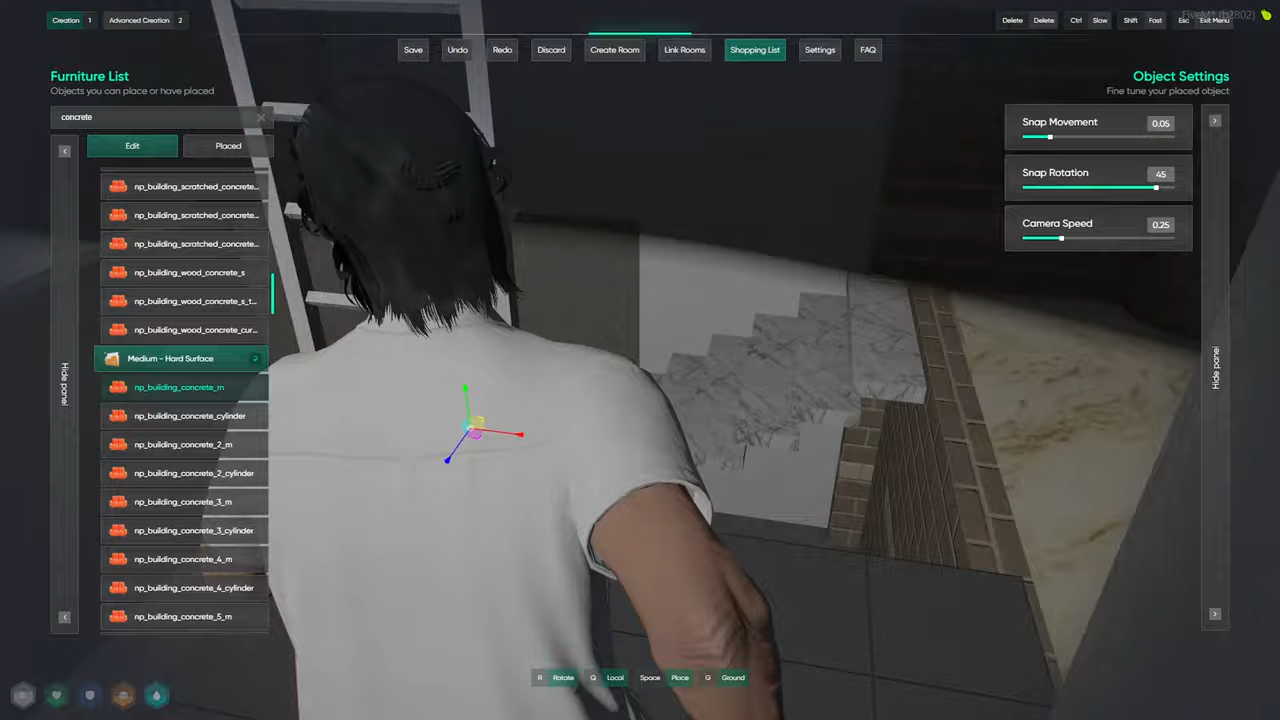 Creation 1 Advanced Creation 2
FiveM® (b2802)
Delete Delete Ctrl Slow Shift Fast Esc Exit Menu
Save Undo Redo Discard Create Room Link Rooms Shopping List Settings FAQ
Furniture List
Objects you can place or have placed
concrete
Edit Placed
np_building_scratched_concrete...
np_building_scratched_concrete...
np_building_scratched_concrete...
np_building_wood_concrete_s
np_building_wood_concrete_s_t...
np_building_wood_concrete_cur...
Medium - Hard Surface
np_building_concrete_m
np_building_concrete_cylinder
np_building_concrete_2_m
np_building_concrete_2_cylinder
np_building_concrete_3_m
np_building_concrete_3_cylinder
np_building_concrete_4_m
np_building_concrete_4_cylinder
np_building_concrete_5_m
Hide panel
Object Settings
Fine tune your placed object
Snap Movement 0.05
Snap Rotation 45
Camera Speed 0.25
Hide panel
R Rotate Q Local Space Place G Ground